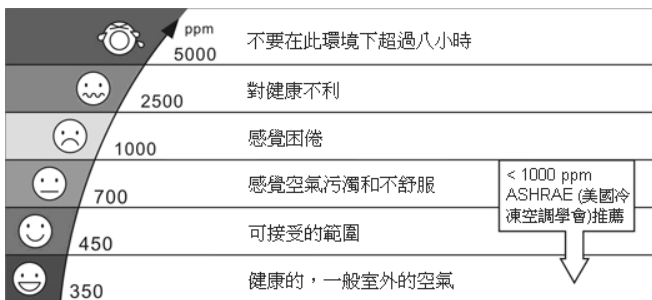 ppm
5000 不要在此環境下超過八小時
2500 對健康不利
1000 感覺困倦
700 感覺空氣污濁和不舒服
< 1000 ppm
ASHRAE (美國冷
凍空調學會)推薦
450 可接受的範圍
350 健康的，一般室外的空氣